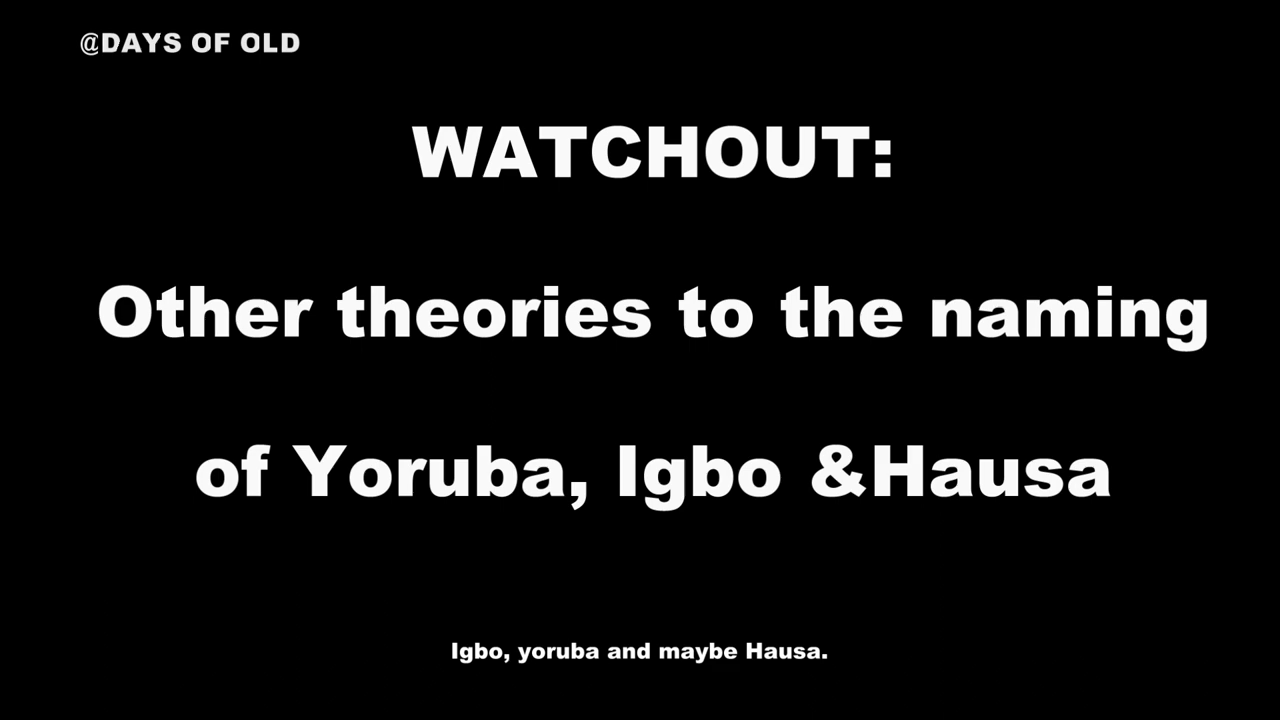 @DAYS OF OLD
WATCHOUT:
Other theories to the naming
of Yoruba, Igbo &Hausa
Igbo, yoruba and maybe Hausa.